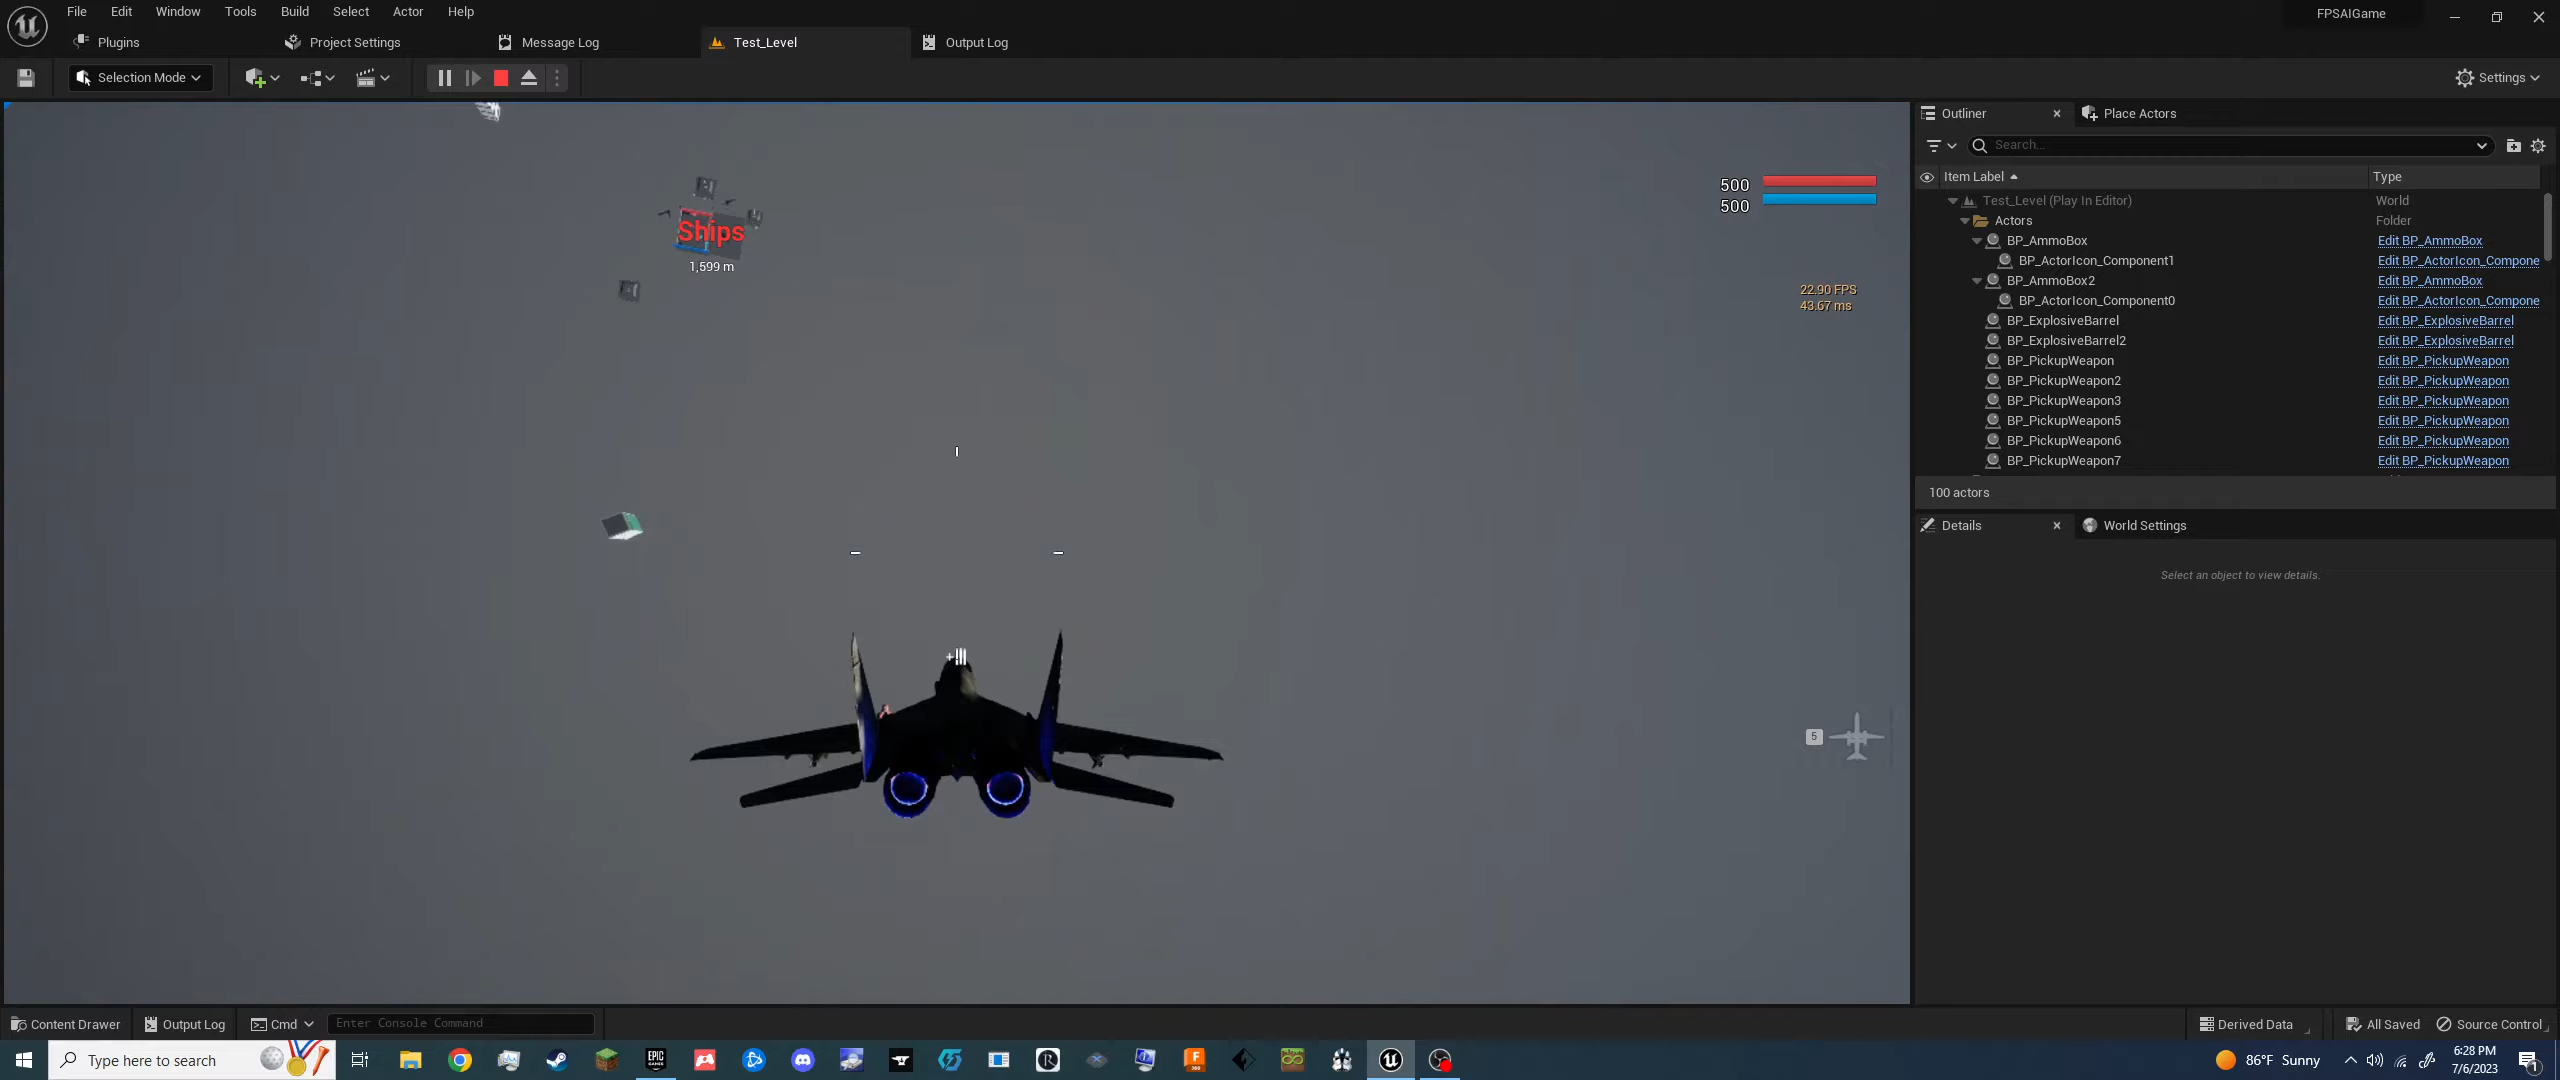 File Edit Window Tools Build Select Actor Help
FPSAIGame
Plugins Project Settings Message Log Test_Level Output Log
Selection Mode
Settings
Outliner Place Actors
Search...
Item Label Type
Test_Level (Play In Editor) World
Actors Folder
BP_AmmoBox Edit BP_AmmoBox
BP_ActorIcon_Component1 Edit BP_ActorIcon_Compone
BP_AmmoBox2 Edit BP_AmmoBox
BP_ActorIcon_Component0 Edit BP_ActorIcon_Compone
BP_ExplosiveBarrel Edit BP_ExplosiveBarrel
BP_ExplosiveBarrel2 Edit BP_ExplosiveBarrel
BP_PickupWeapon Edit BP_PickupWeapon
BP_PickupWeapon2 Edit BP_PickupWeapon
BP_PickupWeapon3 Edit BP_PickupWeapon
BP_PickupWeapon5 Edit BP_PickupWeapon
BP_PickupWeapon6 Edit BP_PickupWeapon
BP_PickupWeapon7 Edit BP_PickupWeapon
100 actors
Details World Settings
Select an object to view details.
500
500
Ships
1,599 m
22.90 FPS
43.67 ms
5
Content Drawer Output Log Cmd Enter Console Command
Derived Data All Saved Source Control
Type here to search
EPIC GAMES
86°F Sunny
6:28 PM
7/6/2023
1